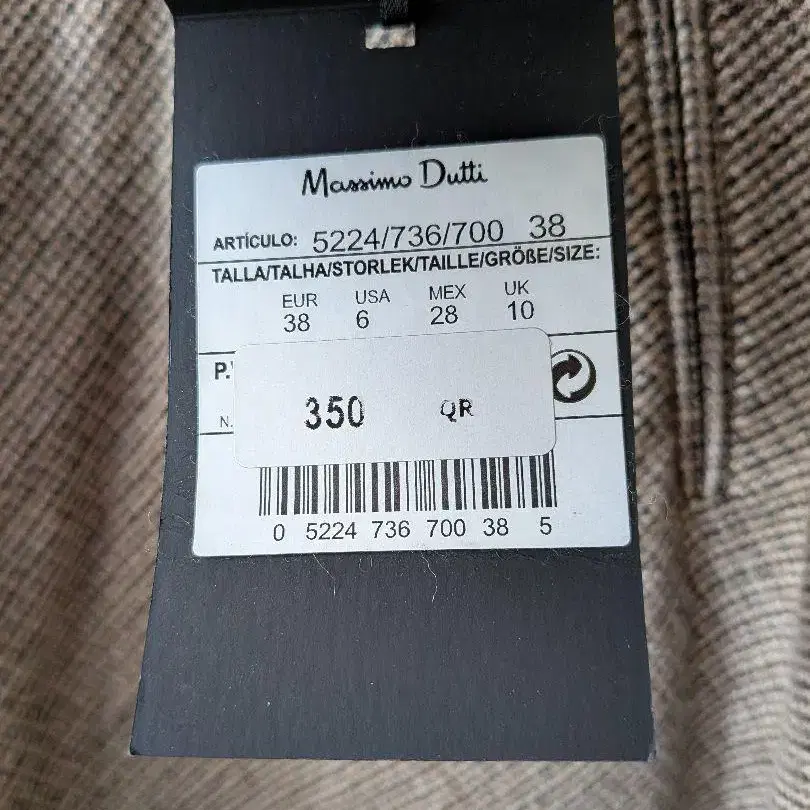 Massimo Dutti
ARTÍCULO: 5224/736/700 38
TALLA/TALHA/STORLEK/TAILLE/GRÖßE/SIZE:
EUR USA MEX UK
38 6 28 10
P.
350 QR
N.
0 5224 736 700 38 5